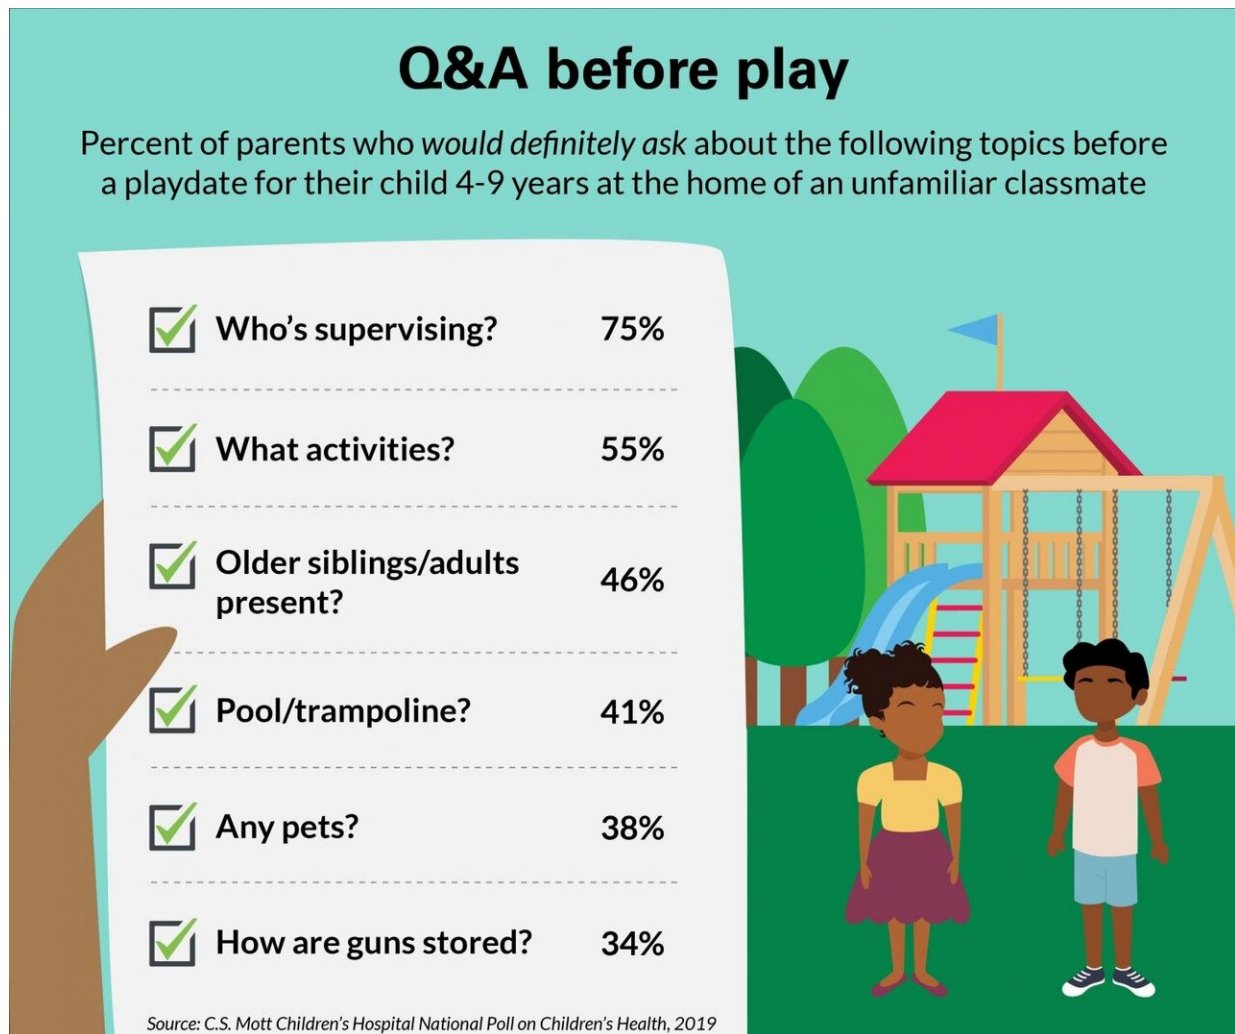 Q&A before play
Percent of parents who would definitely ask about the following topics before
a playdate for their child 4-9 years at the home of an unfamiliar classmate
Who's supervising? 75%
What activities? 55%
Older siblings/adults
present? 46%
Pool/trampoline? 41%
Any pets? 38%
How are guns stored? 34%
Source: C.S. Mott Children's Hospital National Poll on Children's Health, 2019